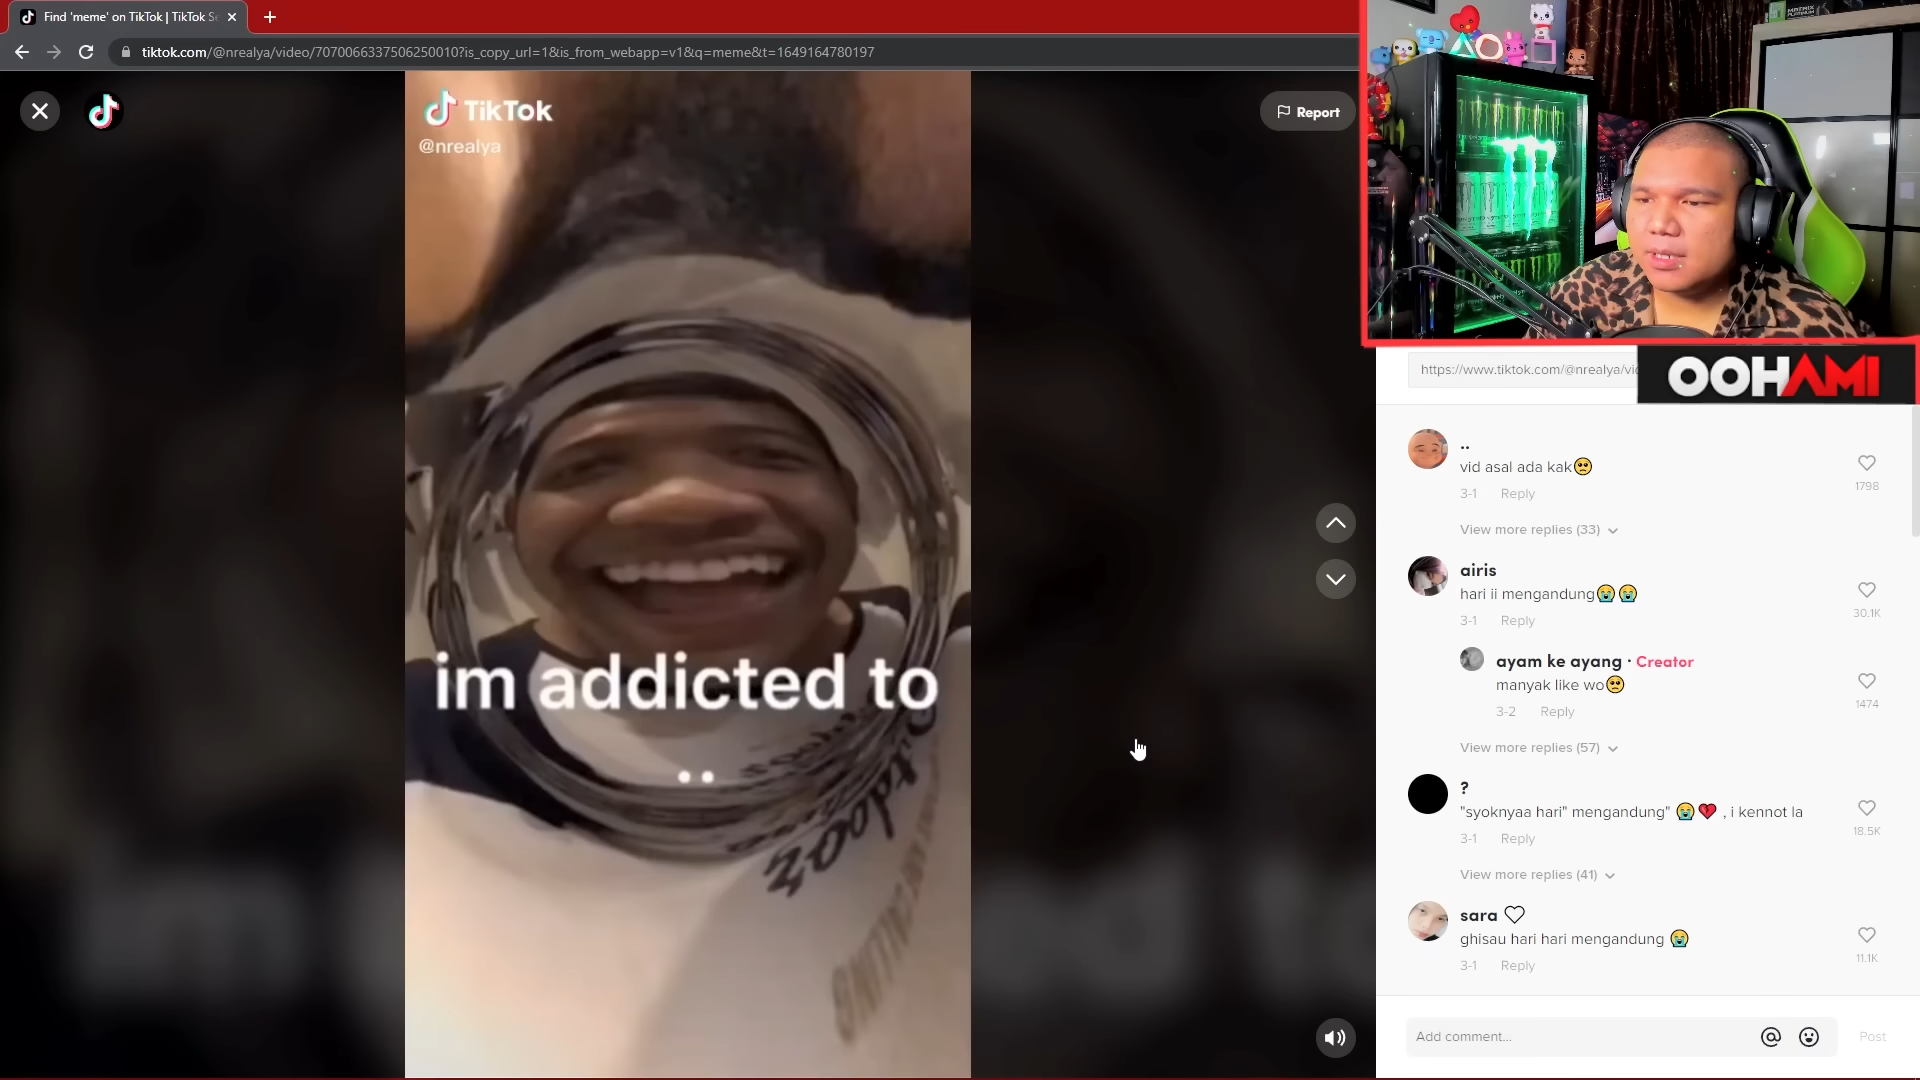 Find 'meme' on TikTok | TikTok Se
tiktok.com/@nrealya/video/7070066337506250010?is_copy_url=1&is_from_webapp=v1&q=meme&t=1649164780197
TikTok
@nrealya
Report
im addicted to
..
zoophob
OOHAMI
https://www.tiktok.com/@nrealya/vid
..
vid asal ada kak🥺
1798
3-1 Reply
View more replies (33)
airis
hari ii mengandung😭😭
30.1K
3-1 Reply
ayam ke ayang · Creator
manyak like wo🥺
1474
3-2 Reply
View more replies (57)
?
"syoknyaa hari" mengandung" 😭💔 , i kennot la
18.5K
3-1 Reply
View more replies (41)
sara ♡
ghisau hari hari mengandung 😭
11.1K
3-1 Reply
Add comment...
Post